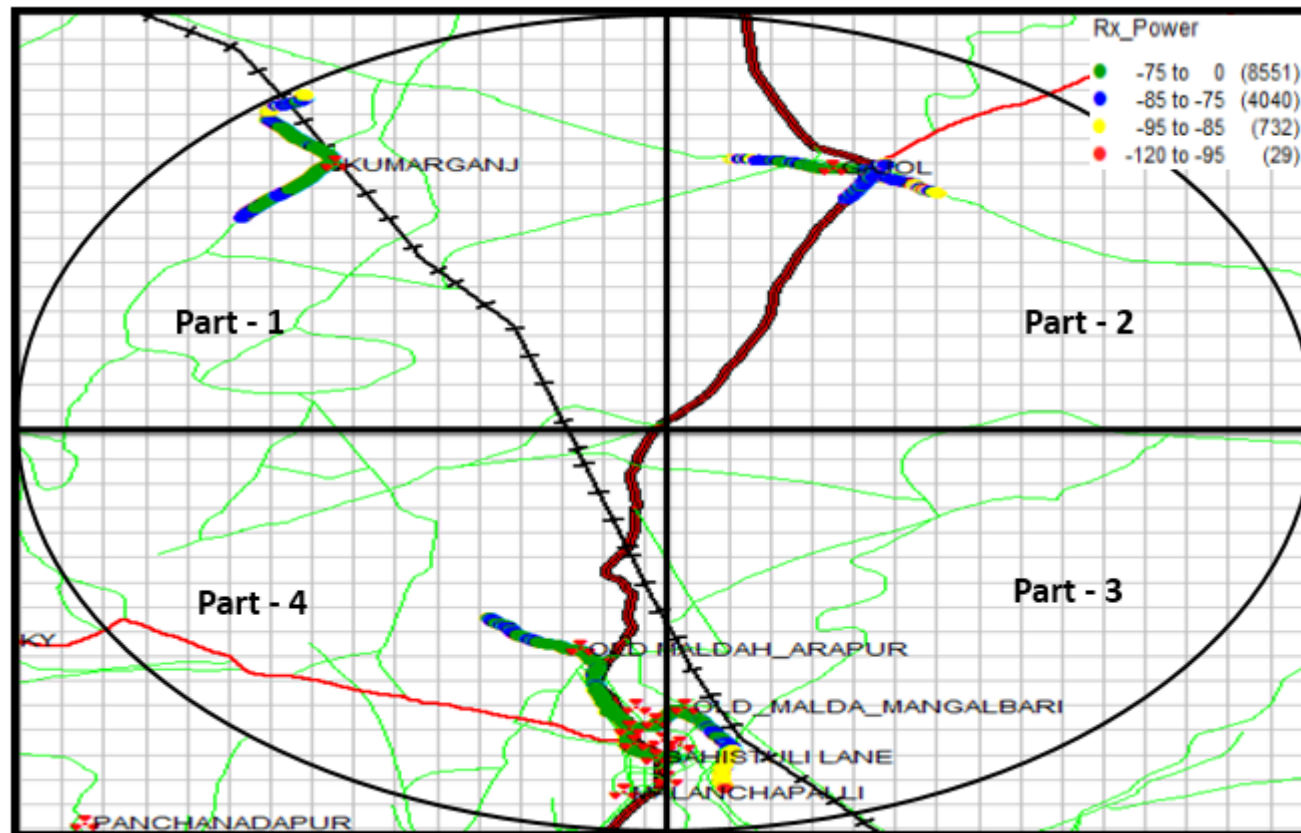 Rx_Power
-75 to 0 (8551)
-85 to -75 (4040)
-95 to -85 (732)
-120 to -95 (29)
KUMARGANJ
Part - 1
Part - 2
Part - 4
Part - 3
KY
OLD MALDAH_ARAPUR
OLD_MALDA_MANGALBARI
LANE
PANCHANADAPUR